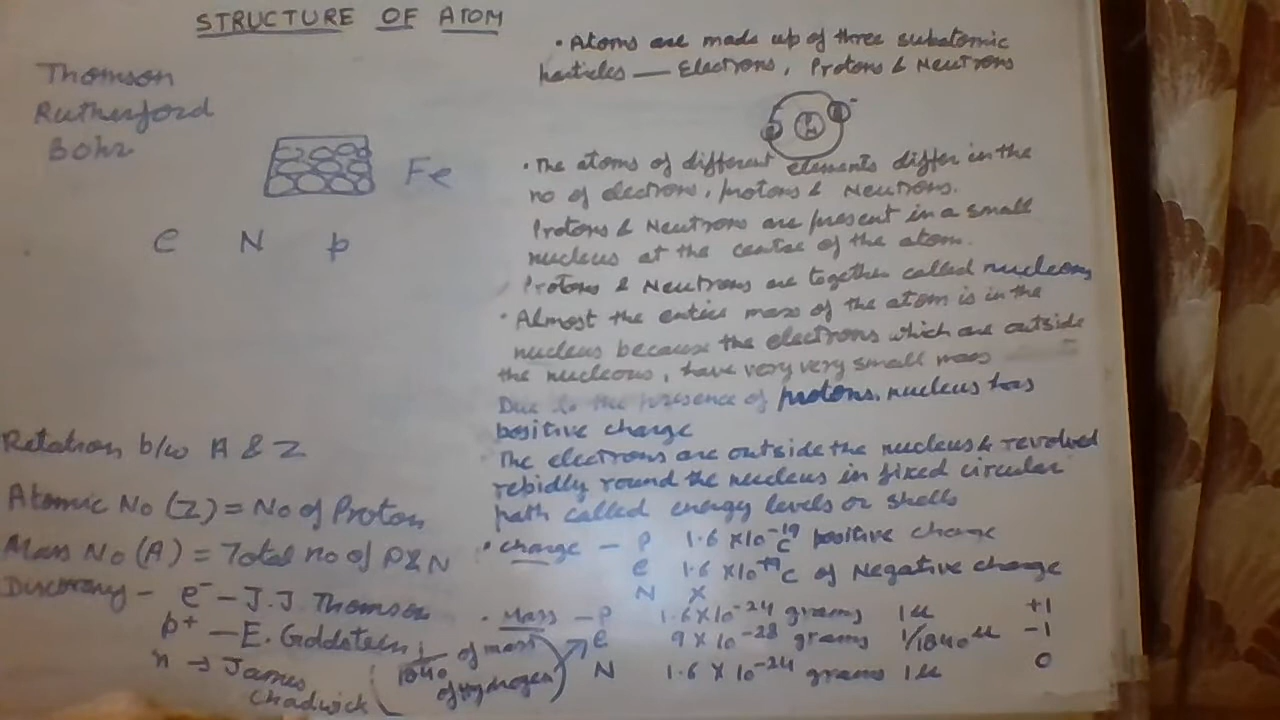 STRUCTURE OF ATOM
Thomson
Rutherford
Bohr
Fe
e N p
Relation b/w A & Z
Atomic No (Z) = No of Proton
Mass No (A) = Total no of P & N
Discovery - e⁻ - J.J Thomson
p+ - E. Goldstein
n → James
Chadwick
• Atoms are made up of three subatomic
particles — Electrons, Protons & Neutrons
• The atoms of different elements differ in the
no of electrons, protons & Neutrons.
Protons & Neutrons are present in a small
nucleus at the centre of the atom.
Protons & Neutrons are together called nucleons
• Almost the entire mass of the atom is in the
nucleus because the electrons which are outside
the nucleous, have very very small mass
Due to the presence of protons, nucleus has
positive charge
The electrons are outside the nucleus & revolved
rebidly round the nucleus in fixed circular
path called energy levels or shells
• Charge - P 1.6 × 10⁻¹⁹ C positive charge
e 1.6 × 10⁻¹⁹ C of Negative charge
N X
• Mass - P 1.6 × 10⁻²⁴ grams 1u +1
e 9 × 10⁻²⁸ grams 1/1840 u -1
N 1.6 × 10⁻²⁴ grams 1u 0
1/1840 of mass
of Hydrogen